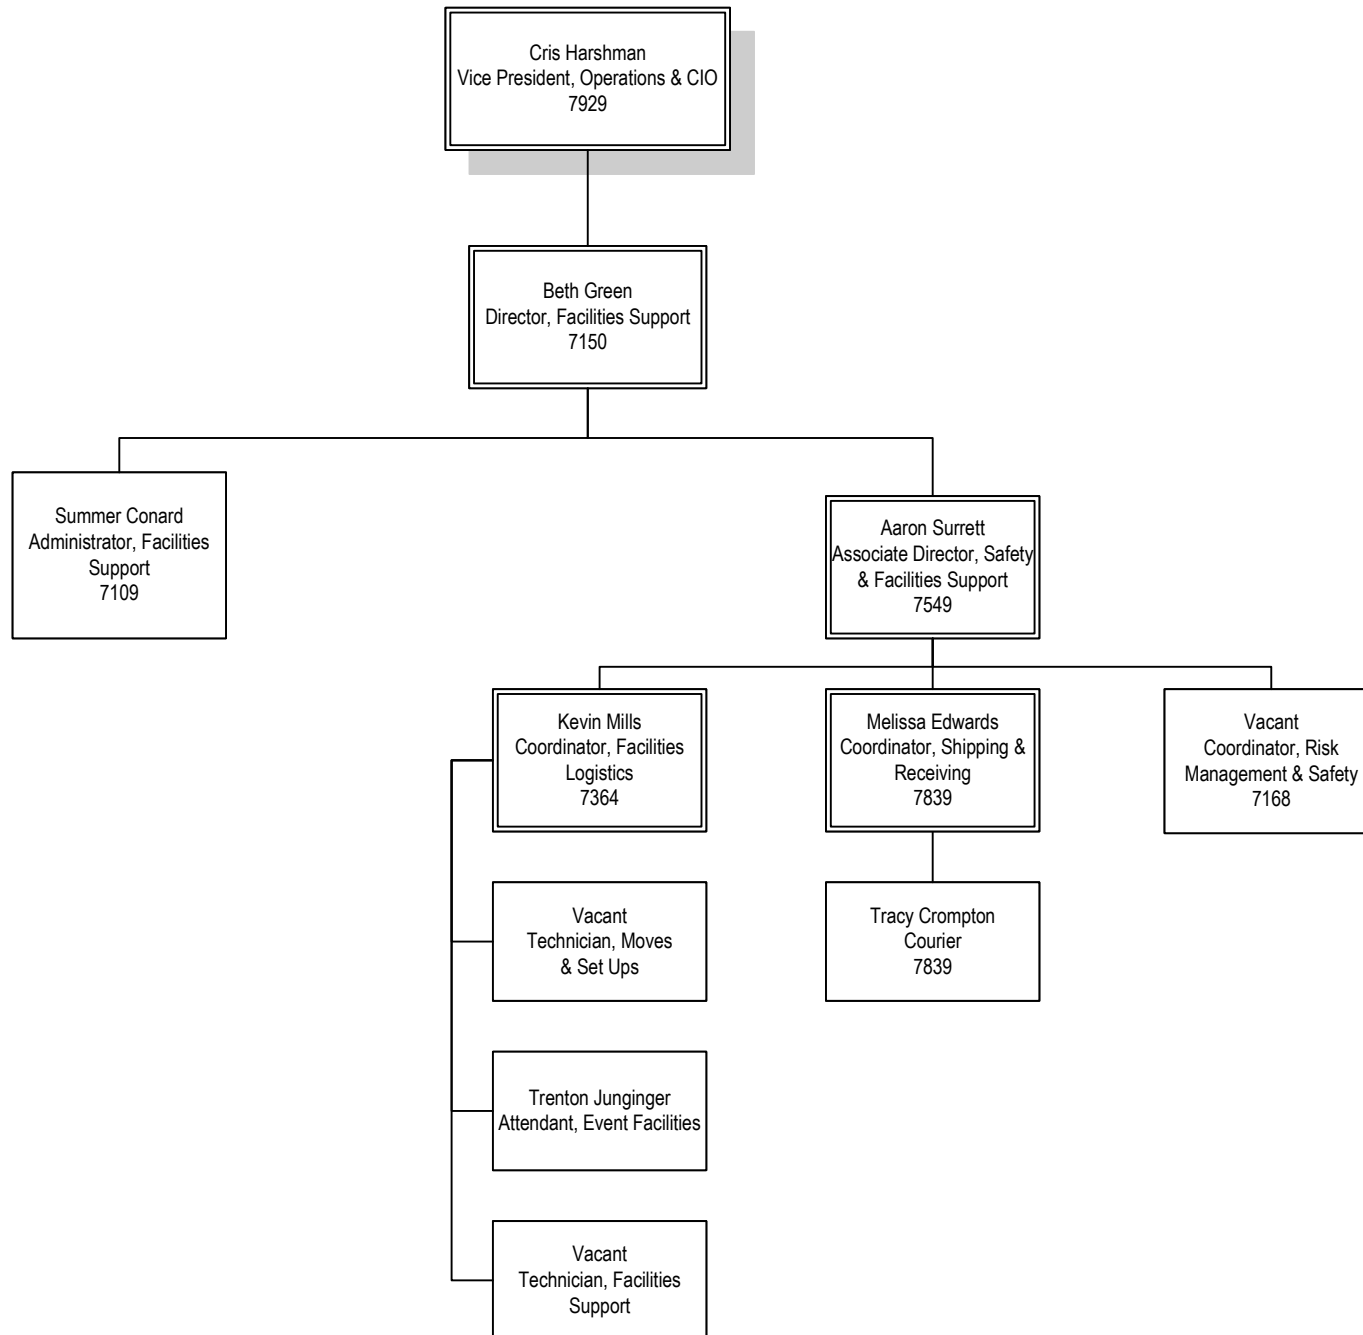 Cris Harshman
Vice President, Operations & CIO
7929
Beth Green
Director, Facilities Support
7150
Summer Conard
Administrator, Facilities
Support
7109
Aaron Surrett
Associate Director, Safety
& Facilities Support
7549
Kevin Mills
Coordinator, Facilities
Logistics
7364
Melissa Edwards
Coordinator, Shipping &
Receiving
7839
Vacant
Coordinator, Risk
Management & Safety
7168
Vacant
Technician, Moves
& Set Ups
Tracy Crompton
Courier
7839
Trenton Junginger
Attendant, Event Facilities
Vacant
Technician, Facilities
Support